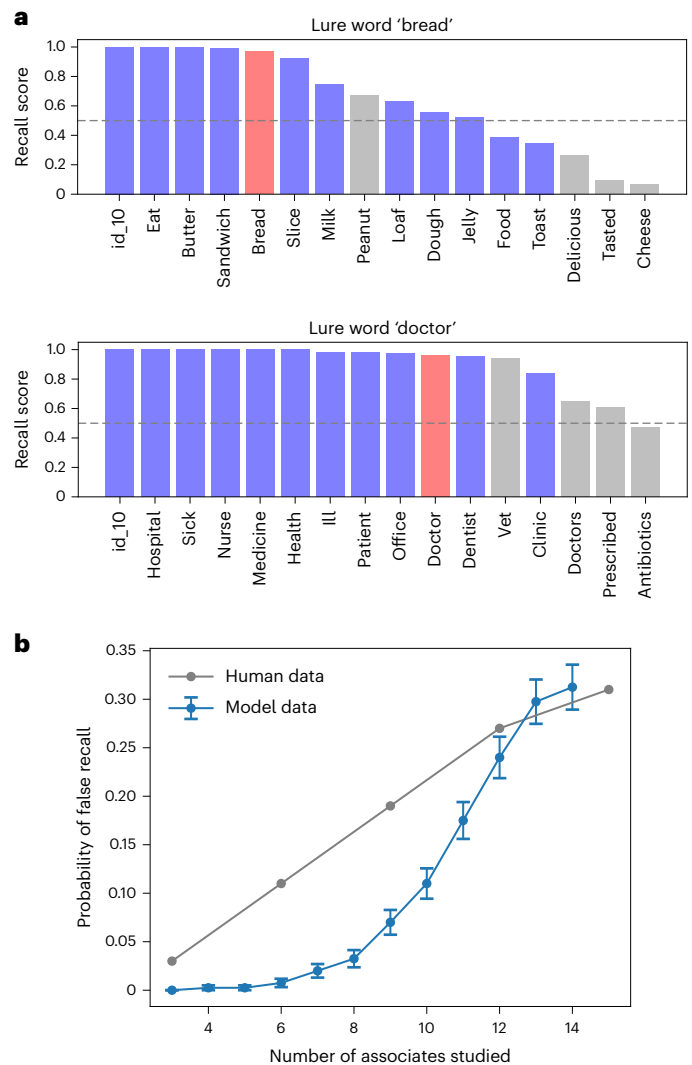 a
Lure word ‘bread’
Recall score
1.0
0.8
0.6
0.4
0.2
0
id_10
Eat
Butter
Sandwich
Bread
Slice
Milk
Peanut
Loaf
Dough
Jelly
Food
Toast
Delicious
Tasted
Cheese
Lure word ‘doctor’
Recall score
1.0
0.8
0.6
0.4
0.2
0
id_10
Hospital
Sick
Nurse
Medicine
Health
Ill
Patient
Office
Doctor
Dentist
Vet
Clinic
Doctors
Prescribed
Antibiotics
b
Probability of false recall
0.35
0.30
0.25
0.20
0.15
0.10
0.05
0
Human data
Model data
4 6 8 10 12 14
Number of associates studied